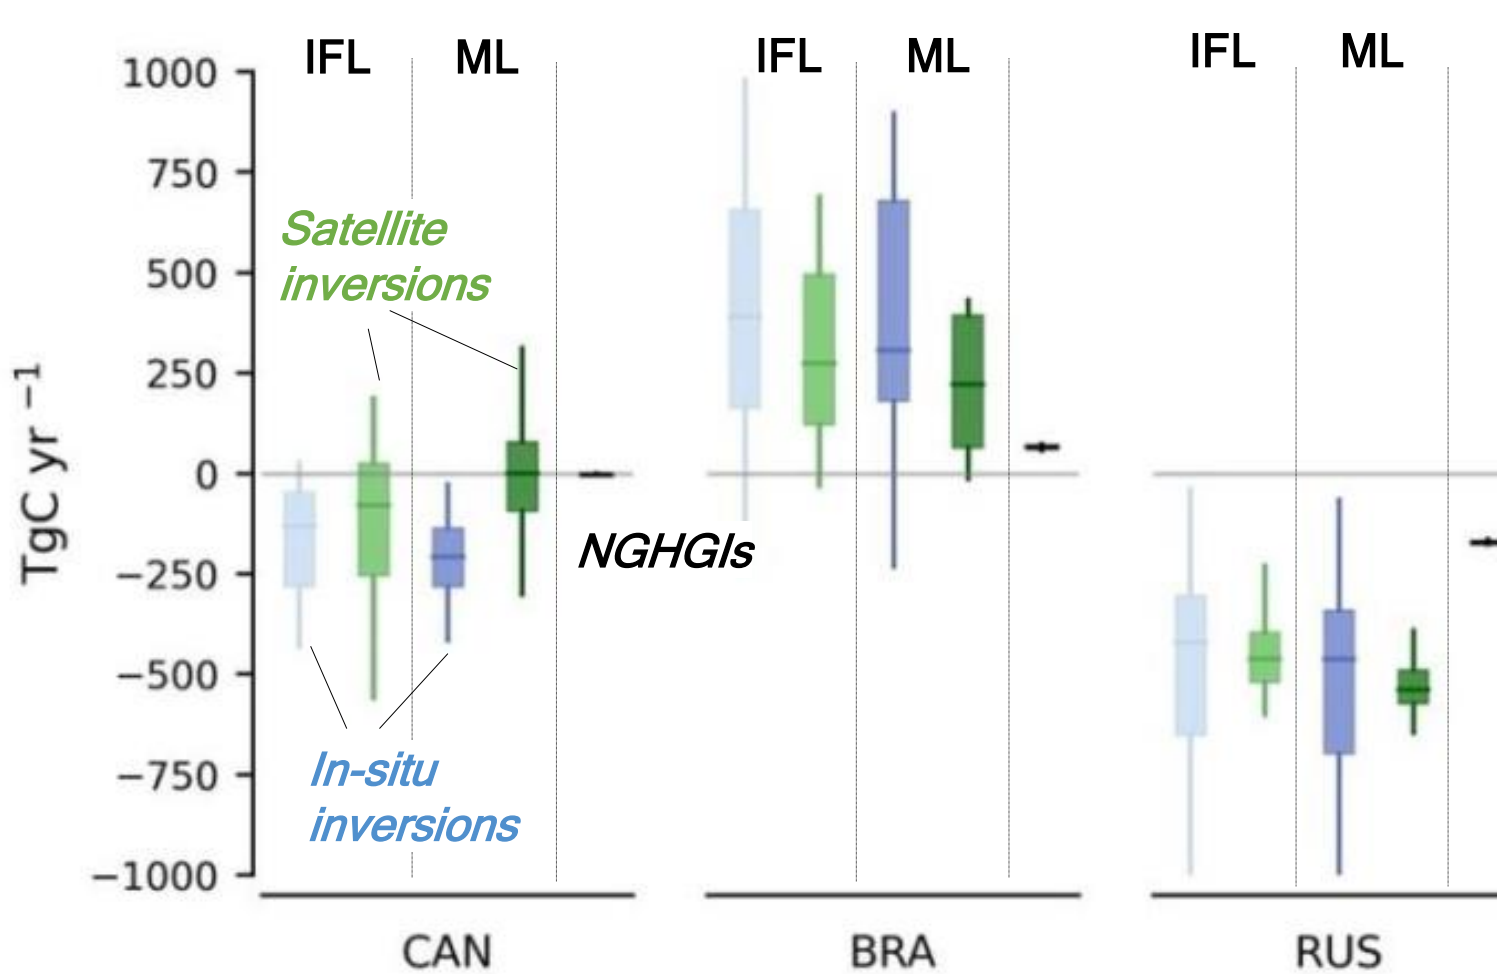 IFL ML
IFL ML
IFL ML
1000
750
500
250
0
−250
−500
−750
−1000
TgC yr −1
Satellite
inversions
NGHGIs
In-situ
inversions
CAN
BRA
RUS